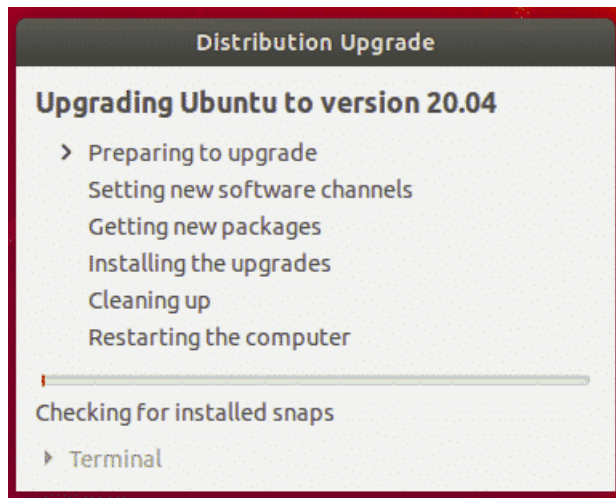 Distribution Upgrade
Upgrading Ubuntu to version 20.04
Preparing to upgrade
Setting new software channels
Getting new packages
Installing the upgrades
Cleaning up
Restarting the computer
Checking for installed snaps
Terminal